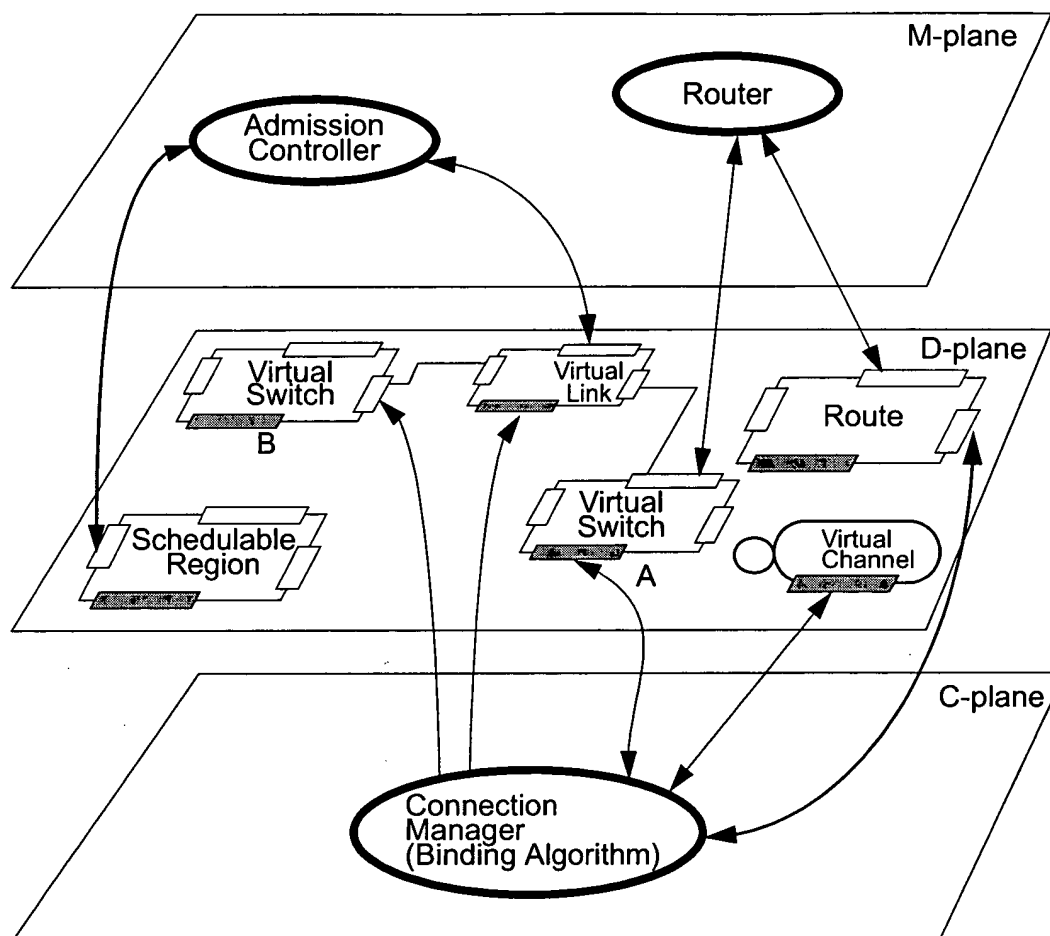 M-plane
Router
Admission
Controller
D-plane
Virtual
Switch
B
Virtual
Link
Route
Virtual
Switch
A
Schedulable
Region
Virtual
Channel
C-plane
Connection
Manager
(Binding Algorithm)